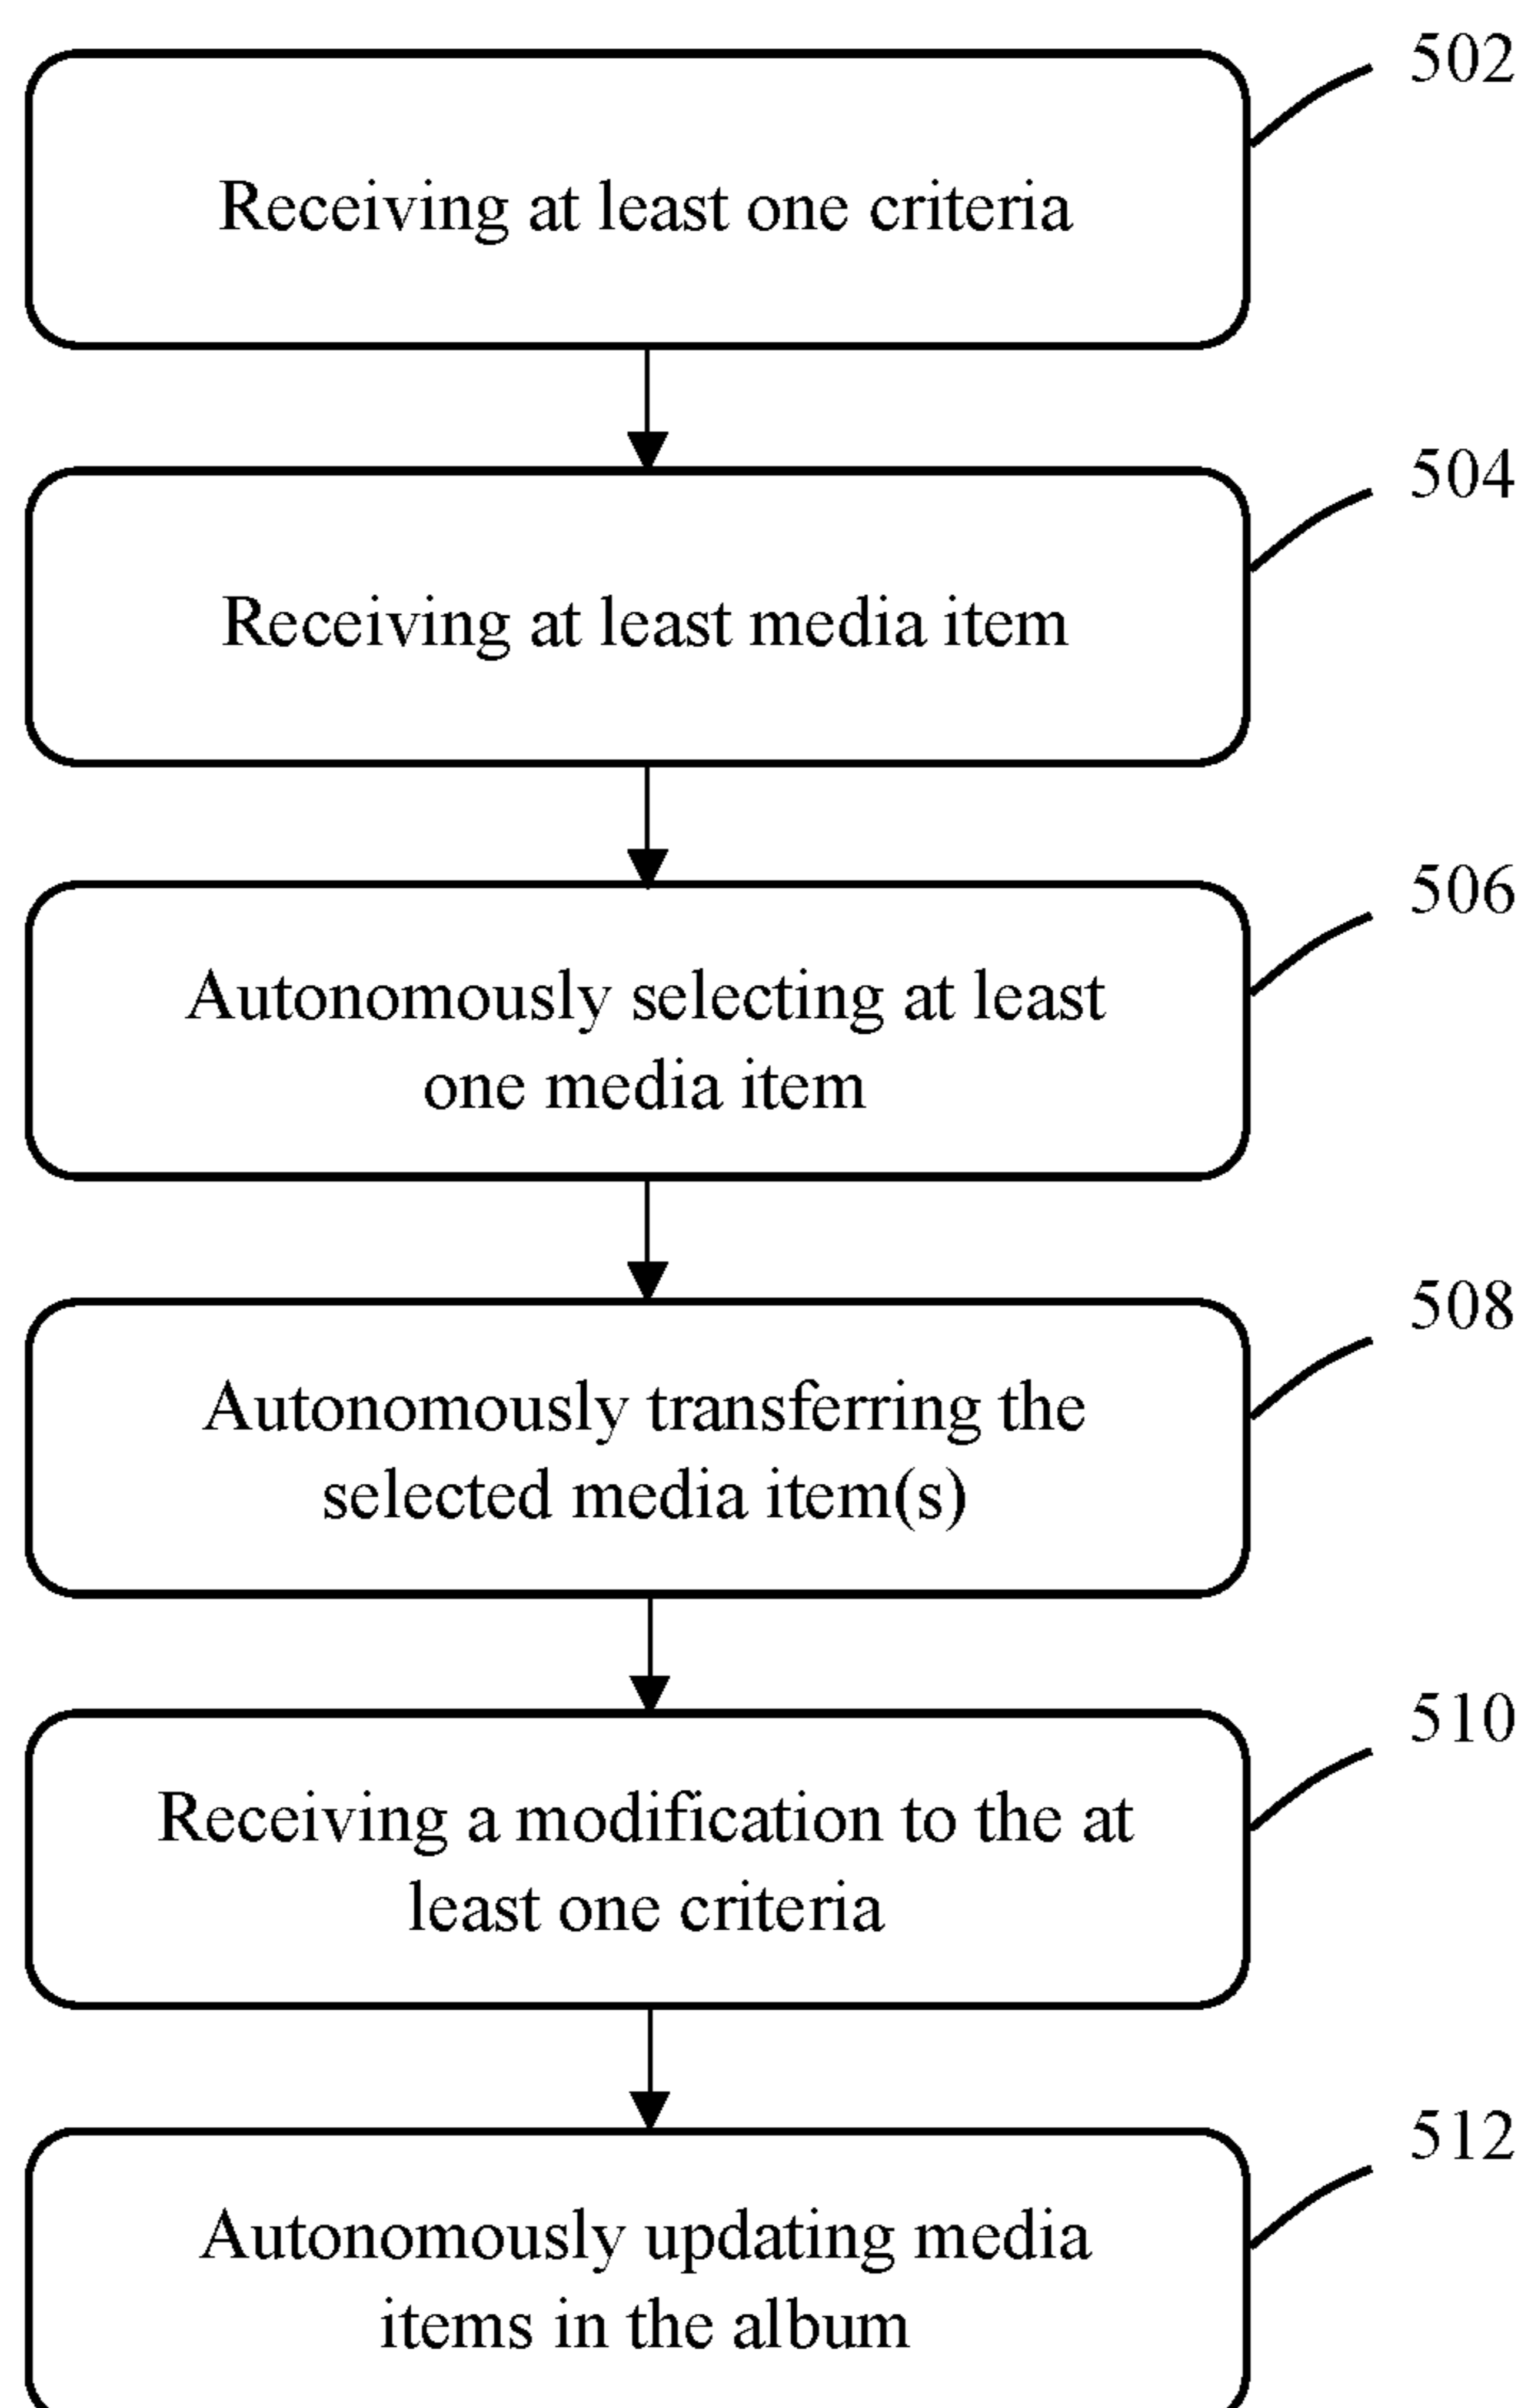 502
Receiving at least one criteria
504
Receiving at least media item
506
Autonomously selecting at least
one media item
508
Autonomously transferring the
selected media item(s)
510
Receiving a modification to the at
least one criteria
512
Autonomously updating media
items in the album